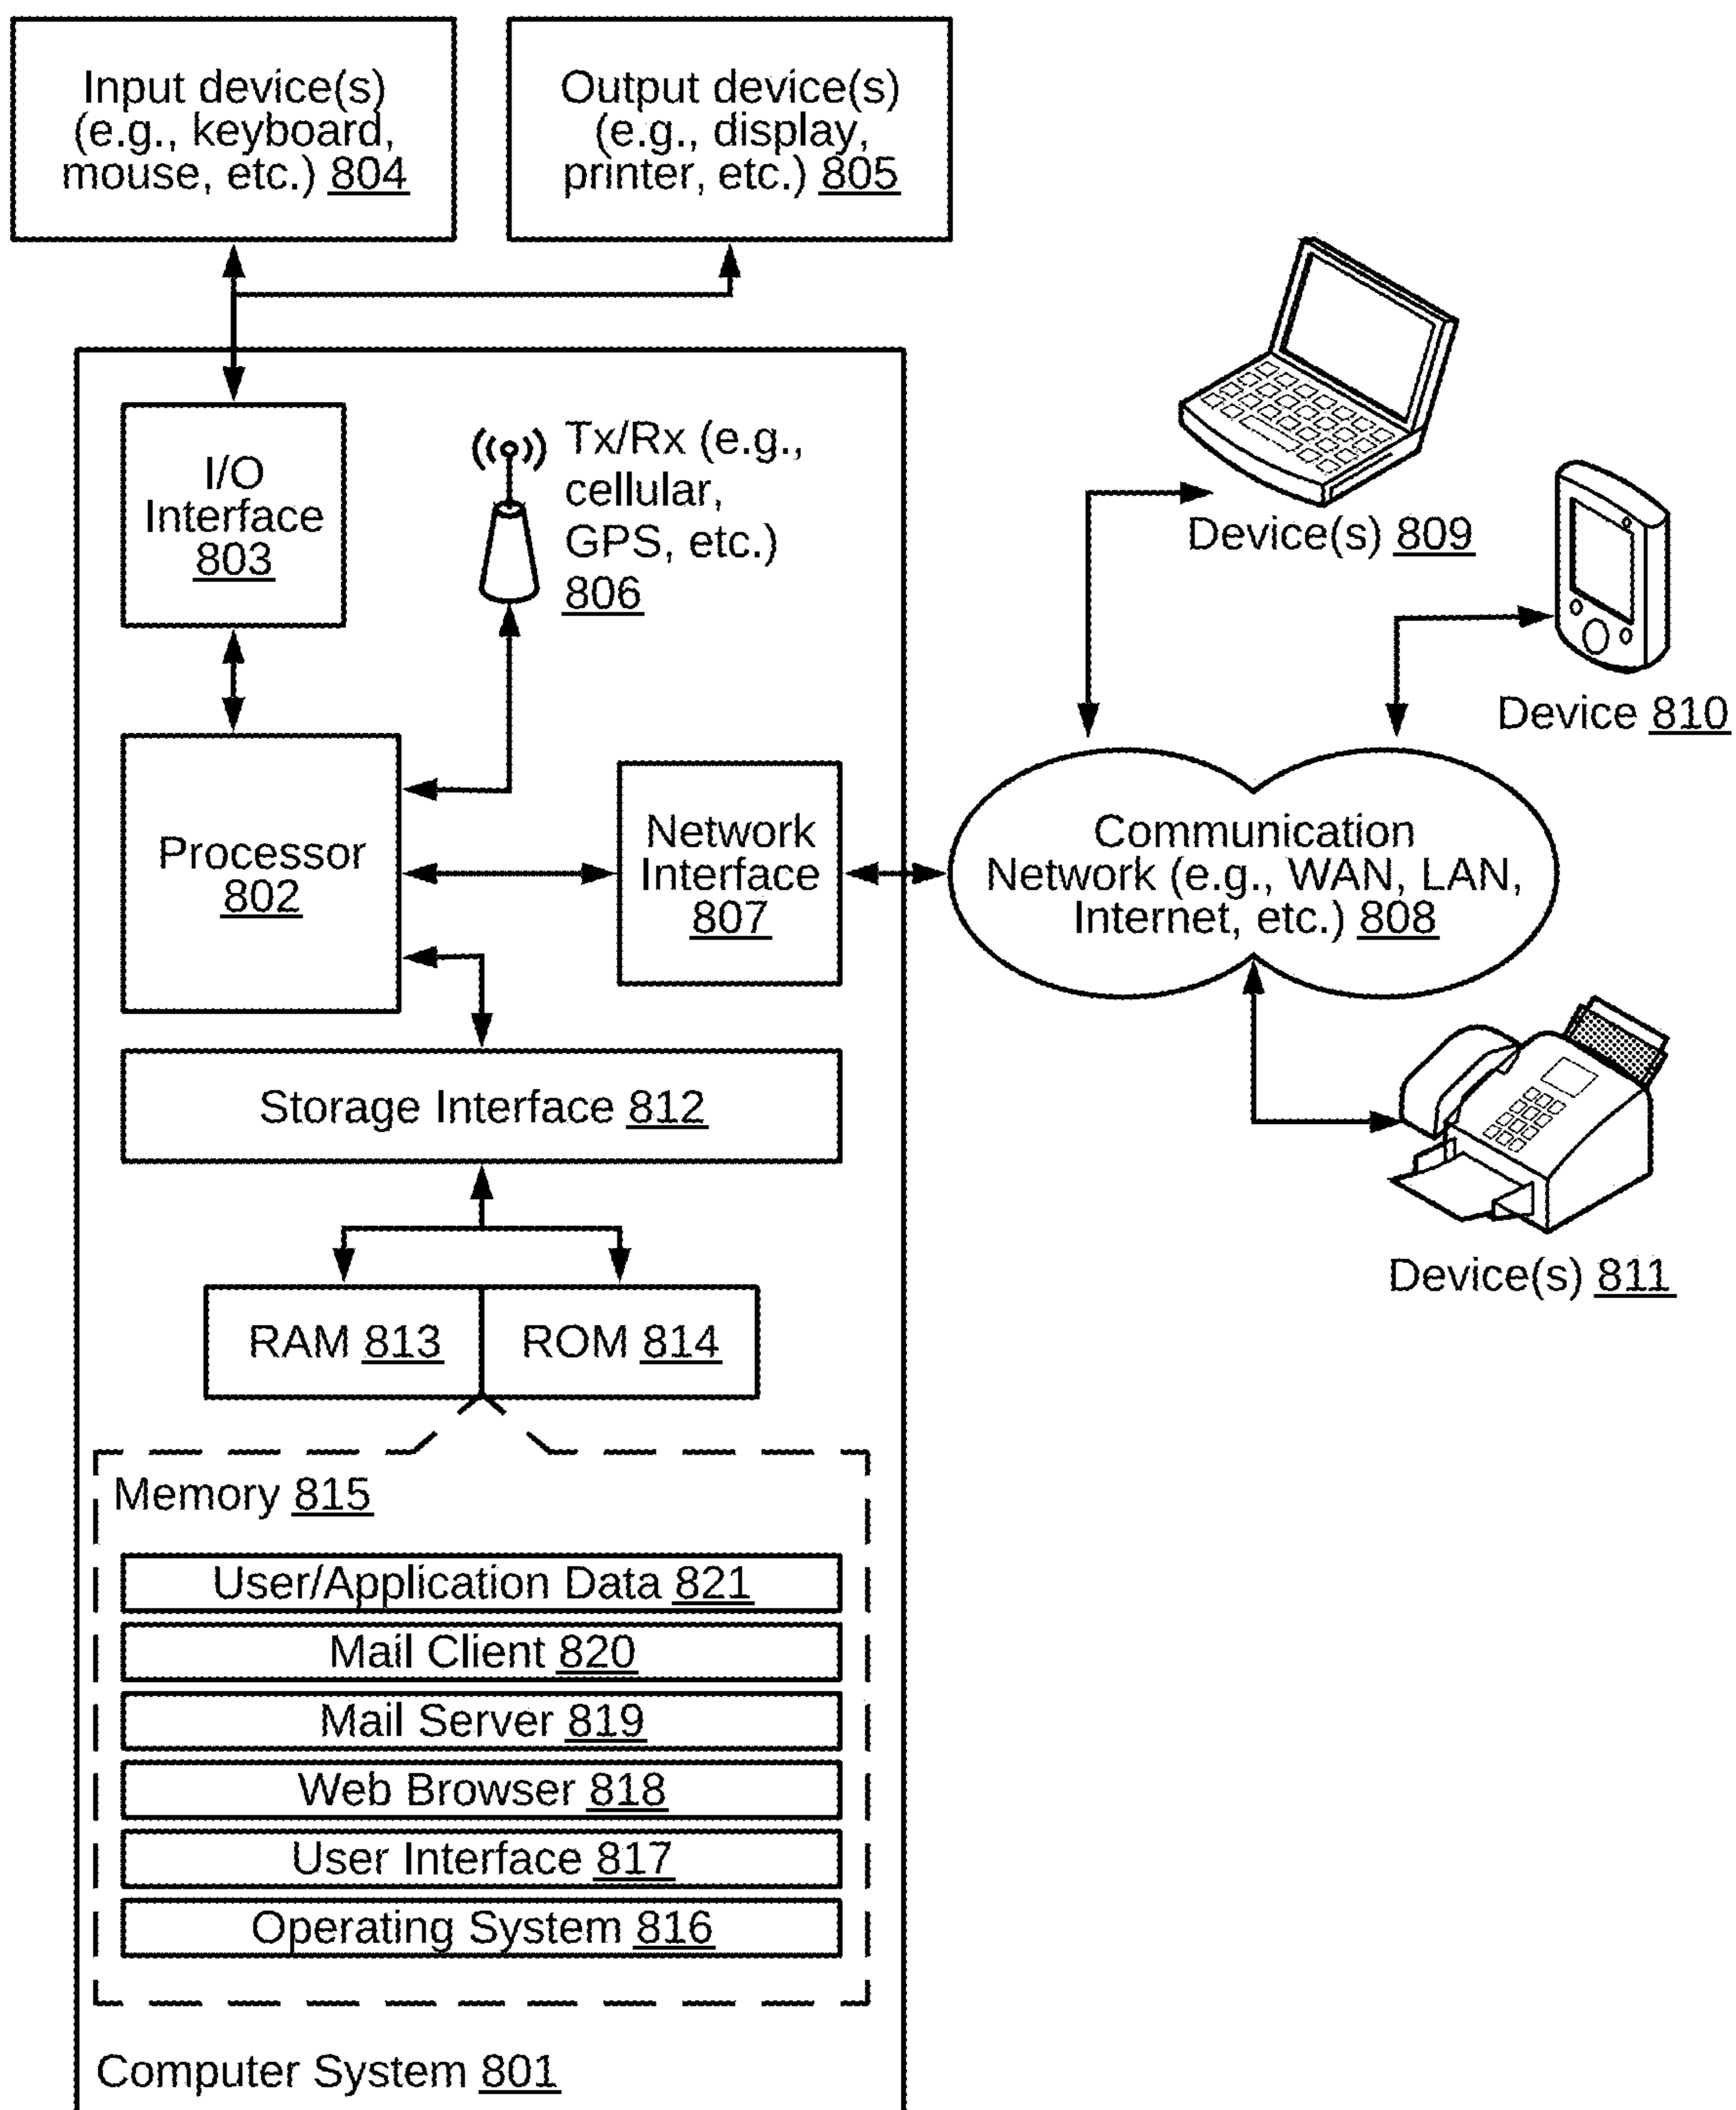 Input device(s)
(e.g., keyboard,
mouse, etc.) 804
Output device(s)
(e.g., display,
printer, etc.) 805
I/O
Interface
803
Tx/Rx (e.g.,
cellular,
GPS, etc.)
806
Device(s) 809
Device 810
Processor
802
Network
Interface
807
Communication
Network (e.g., WAN, LAN,
Internet, etc.) 808
Storage Interface 812
Device(s) 811
RAM 813
ROM 814
Memory 815
User/Application Data 821
Mail Client 820
Mail Server 819
Web Browser 818
User Interface 817
Operating System 816
Computer System 801